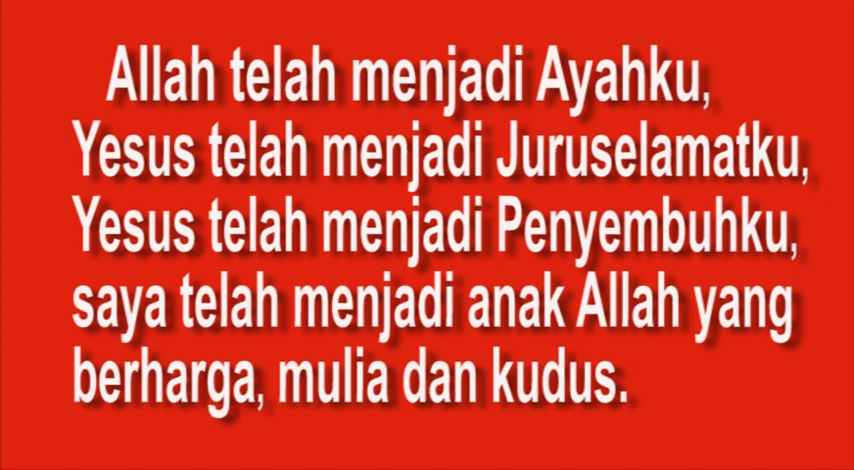 Allah telah menjadi Ayahku,
Yesus telah menjadi Juruselamatku,
Yesus telah menjadi Penyembuhku,
saya telah menjadi anak Allah yang
berharga, mulia dan kudus.